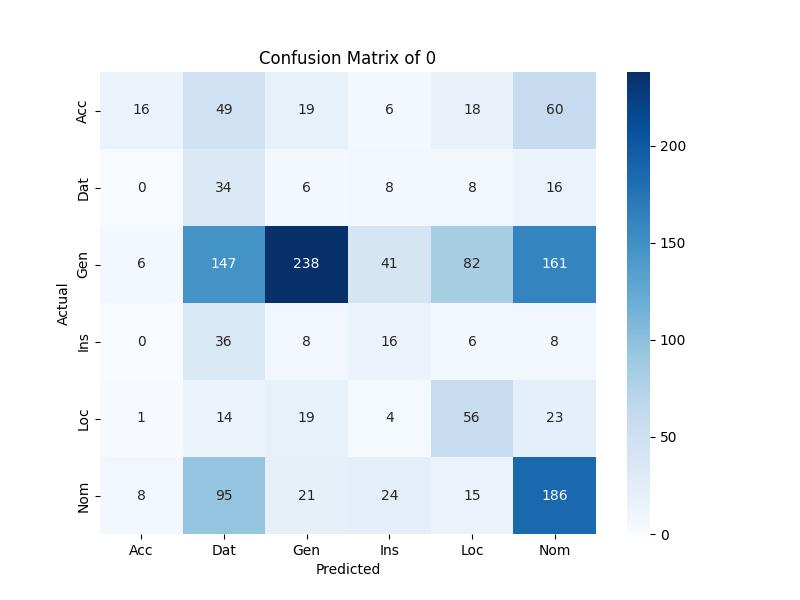 Confusion Matrix of 0
Acc 16 49 19 6 18 60
Dat 0 34 6 8 8 16
Gen 6 147 238 41 82 161
Ins 0 36 8 16 6 8
Loc 1 14 19 4 56 23
Nom 8 95 21 24 15 186
Acc Dat Gen Ins Loc Nom
Predicted
Actual
200
150
100
50
0